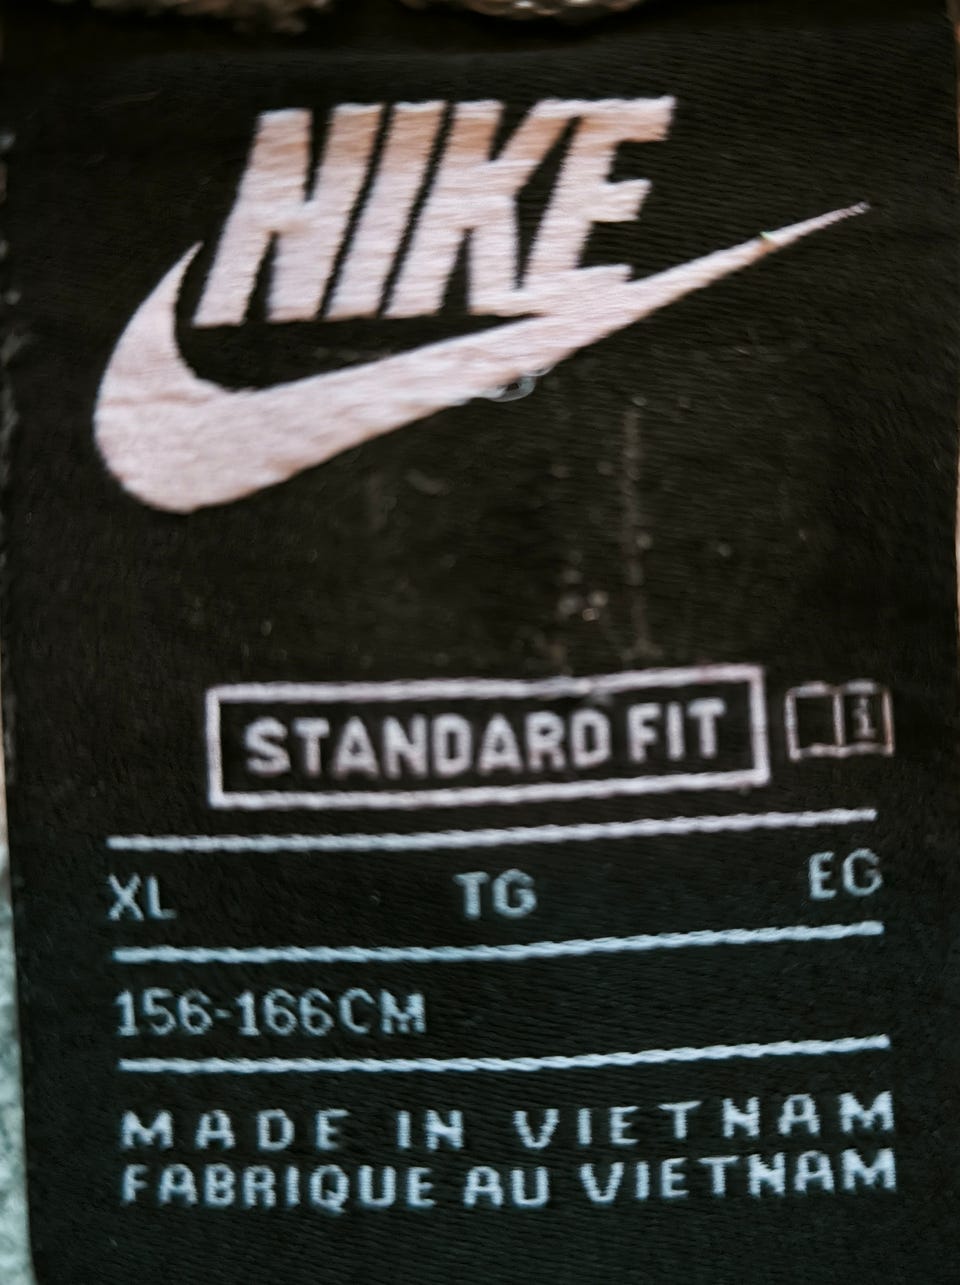 NIKE
STANDARD FIT i
XL TG EG
156-166CM
MADE IN VIETNAM
FABRIQUE AU VIETNAM